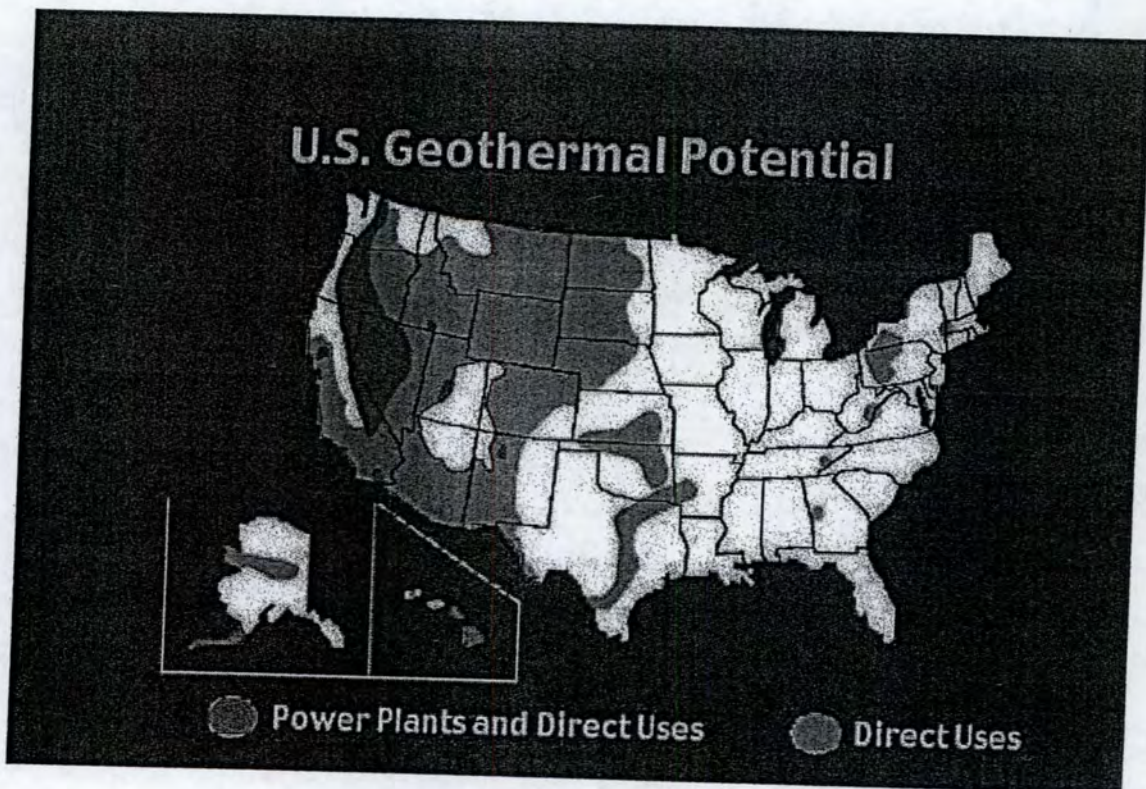 U.S. Geothermal Potential
Power Plants and Direct Uses
Direct Uses